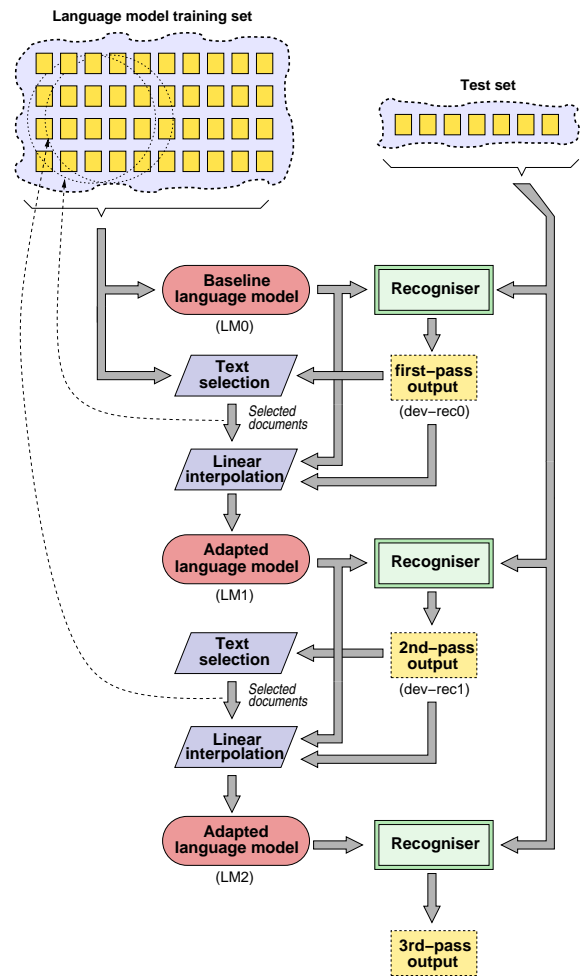 Language model training set
Test set
Baseline
language model
(LM0)
Recogniser
Text
selection
first-pass
output
(dev-rec0)
Selected
documents
Linear
interpolation
Adapted
language model
(LM1)
Recogniser
Text
selection
2nd-pass
output
(dev-rec1)
Selected
documents
Linear
interpolation
Adapted
language model
(LM2)
Recogniser
3rd-pass
output